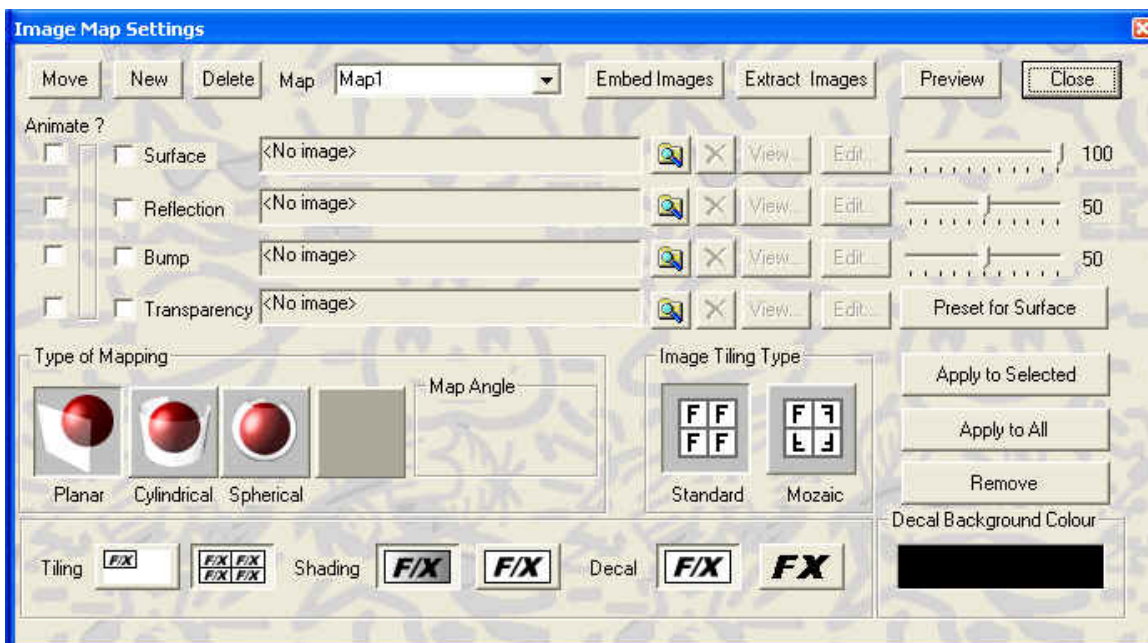 Image Map Settings
Move New Delete Map Map1 Embed Images Extract Images Preview Close
Animate ?
Surface <No image> View... Edit... 100
Reflection <No image> View... Edit... 50
Bump <No image> View... Edit... 50
Transparency <No image> View... Edit... Preset for Surface
Type of Mapping Map Angle Image Tiling Type Apply to Selected
F F F F
F F F F
Apply to All
Planar Cylindrical Spherical Standard Mozaic Remove
Decal Background Colour
Tiling F/X F/X F/X Shading F/X F/X Decal F/X FX
F/X F/X